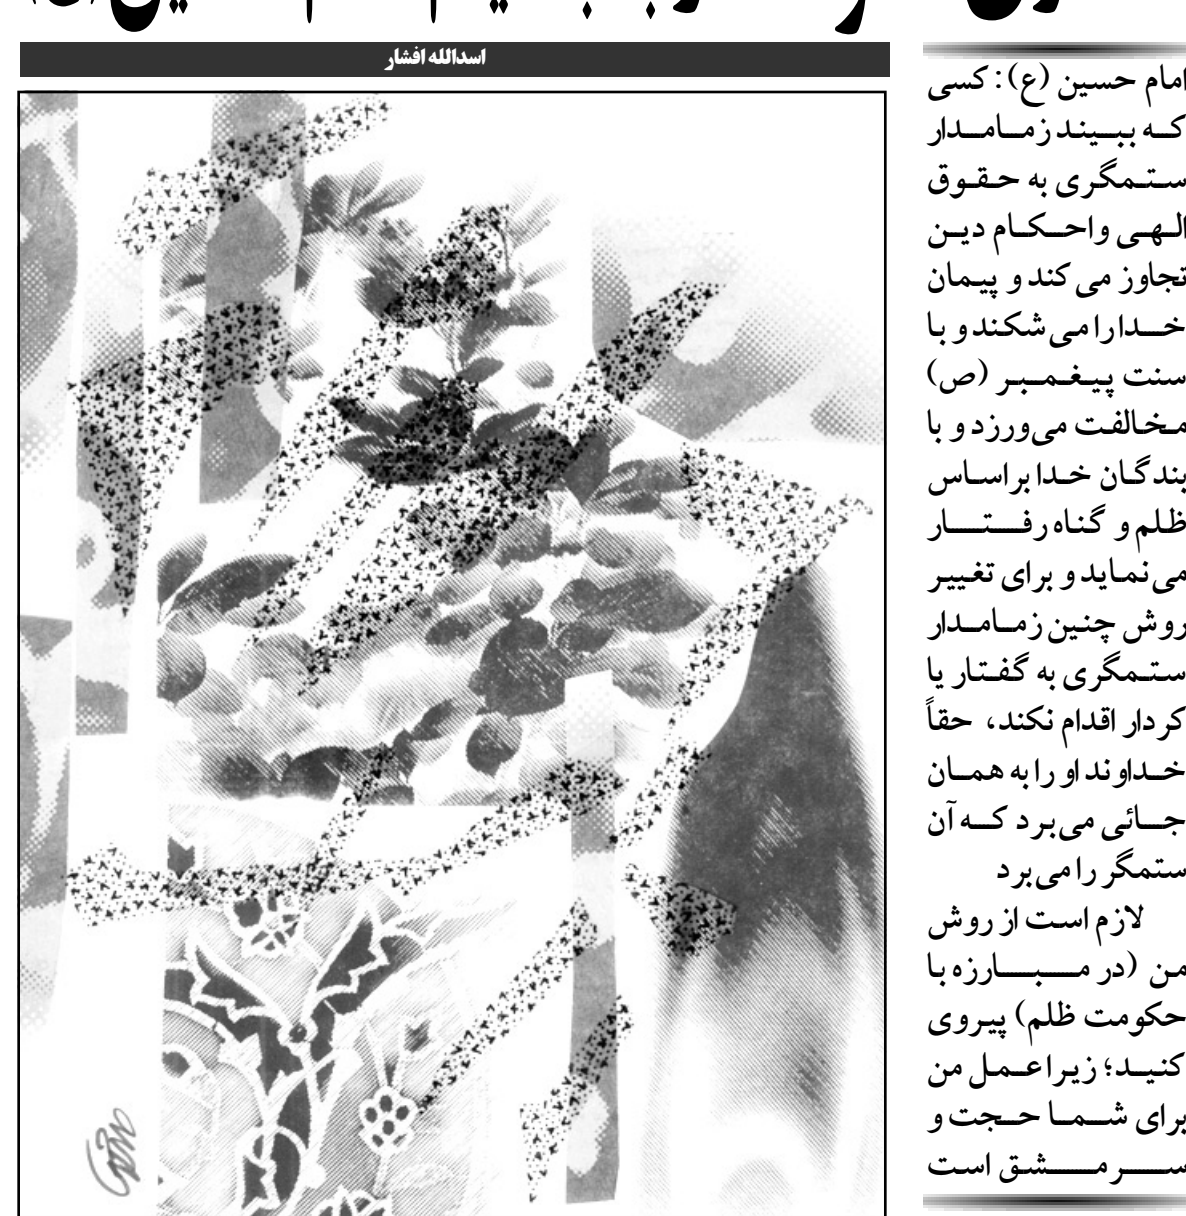 اسدالله افشار
امام حسین (ع): کسی
که ببیند زمامدار
ستمگری به حقوق
الهی واحکام دین
تجاوز می کند و پیمان
خدارا می شکند و با
سنت پیغمبر (ص)
مخالفت می‌ورزد و با
بندگان خدا براساس
ظلم و گناه رفتار
می نماید و برای تغییر
روش چنین زمامدار
ستمگری به گفتار یا
کردار اقدام نکند، حقاً
خداوند او را به همان
جائی می‌برد که آن
ستمگر را می‌برد
لازم است از روش
من (در مبارزه با
حکومت ظلم) پیروی
کنید؛ زیرا عمل من
برای شما حجت و
سرمشق است